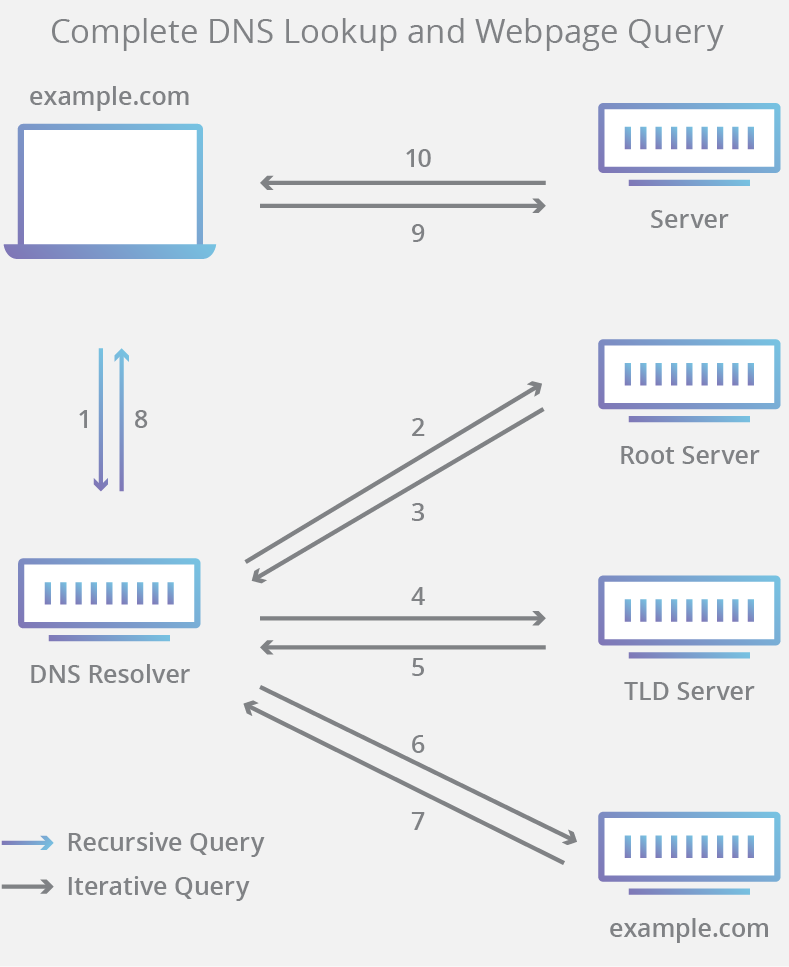 Complete DNS Lookup and Webpage Query
example.com
10
9
Server
1
8
2
3
Root Server
4
5
DNS Resolver
TLD Server
6
7
Recursive Query
Iterative Query
example.com